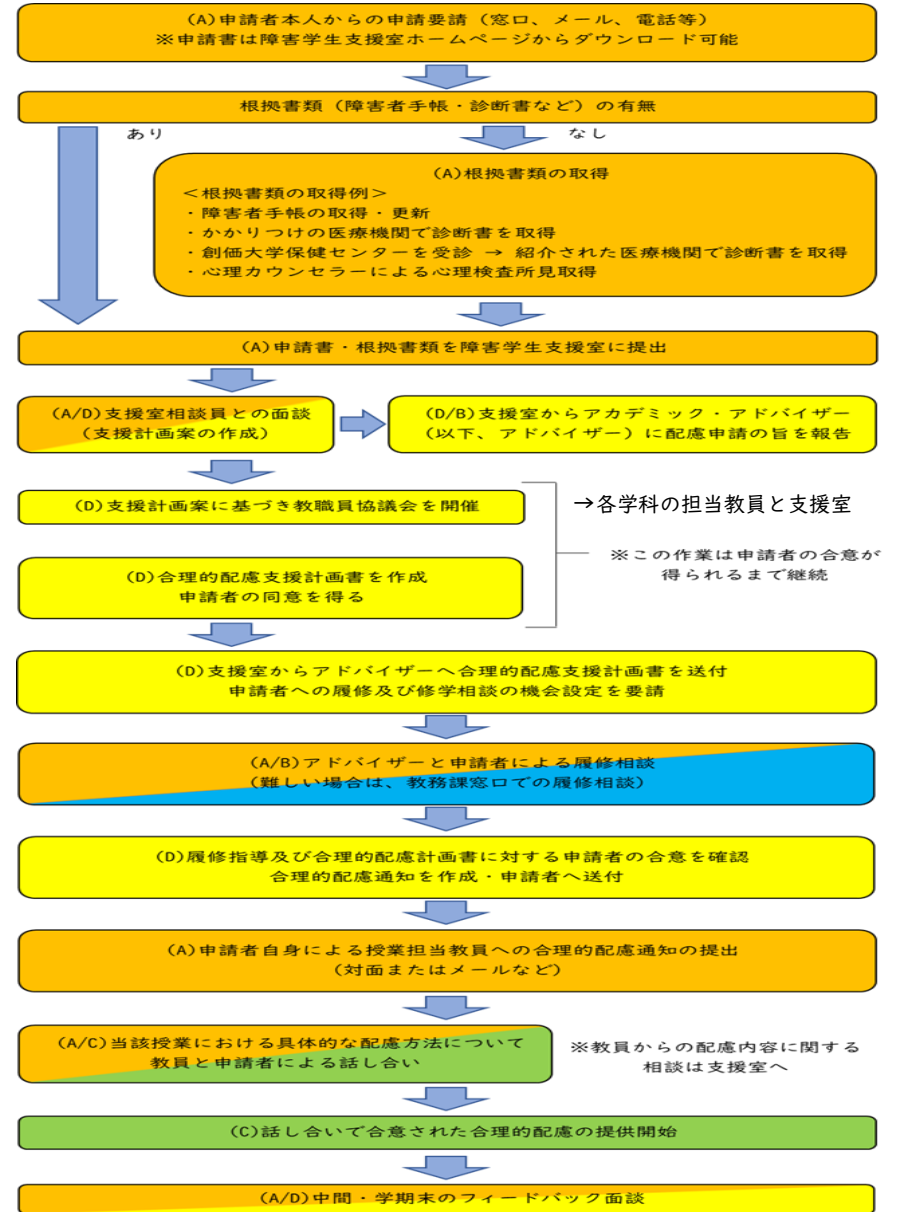 (A)申請者本人からの申請要請（窓口、メール、電話等）
※申請書は障害学生支援室ホームページからダウンロード可能
根拠書類（障害者手帳・診断書など）の有無
あり
なし
(A)根拠書類の取得
＜根拠書類の取得例＞
・障害者手帳の取得・更新
・かかりつけの医療機関で診断書を取得
・創価大学保健センターを受診 → 紹介された医療機関で診断書を取得
・心理カウンセラーによる心理検査所見取得
(A)申請書・根拠書類を障害学生支援室に提出
(A/D)支援室相談員との面談
(支援計画案の作成)
(D/B)支援室からアカデミック・アドバイザー
(以下、アドバイザー）に配慮申請の旨を報告
(D)支援計画案に基づき教職員協議会を開催
→各学科の担当教員と支援室
※この作業は申請者の合意が
得られるまで継続
(D)合理的配慮支援計画書を作成
申請者の同意を得る
(D)支援室からアドバイザーへ合理的配慮支援計画書を送付
申請者への履修及び修学相談の機会設定を要請
(A/B)アドバイザーと申請者による履修相談
(難しい場合は、教務課窓口での履修相談)
(D)履修指導及び合理的配慮計画書に対する申請者の合意を確認
合理的配慮通知を作成・申請者へ送付
(A)申請者自身による授業担当教員への合理的配慮通知の提出
(対面またはメールなど)
(A/C)当該授業における具体的な配慮方法について
教員と申請者による話し合い
※教員からの配慮内容に関する
相談は支援室へ
(C)話し合いで合意された合理的配慮の提供開始
(A/D)中間・学期末のフィードバック面談